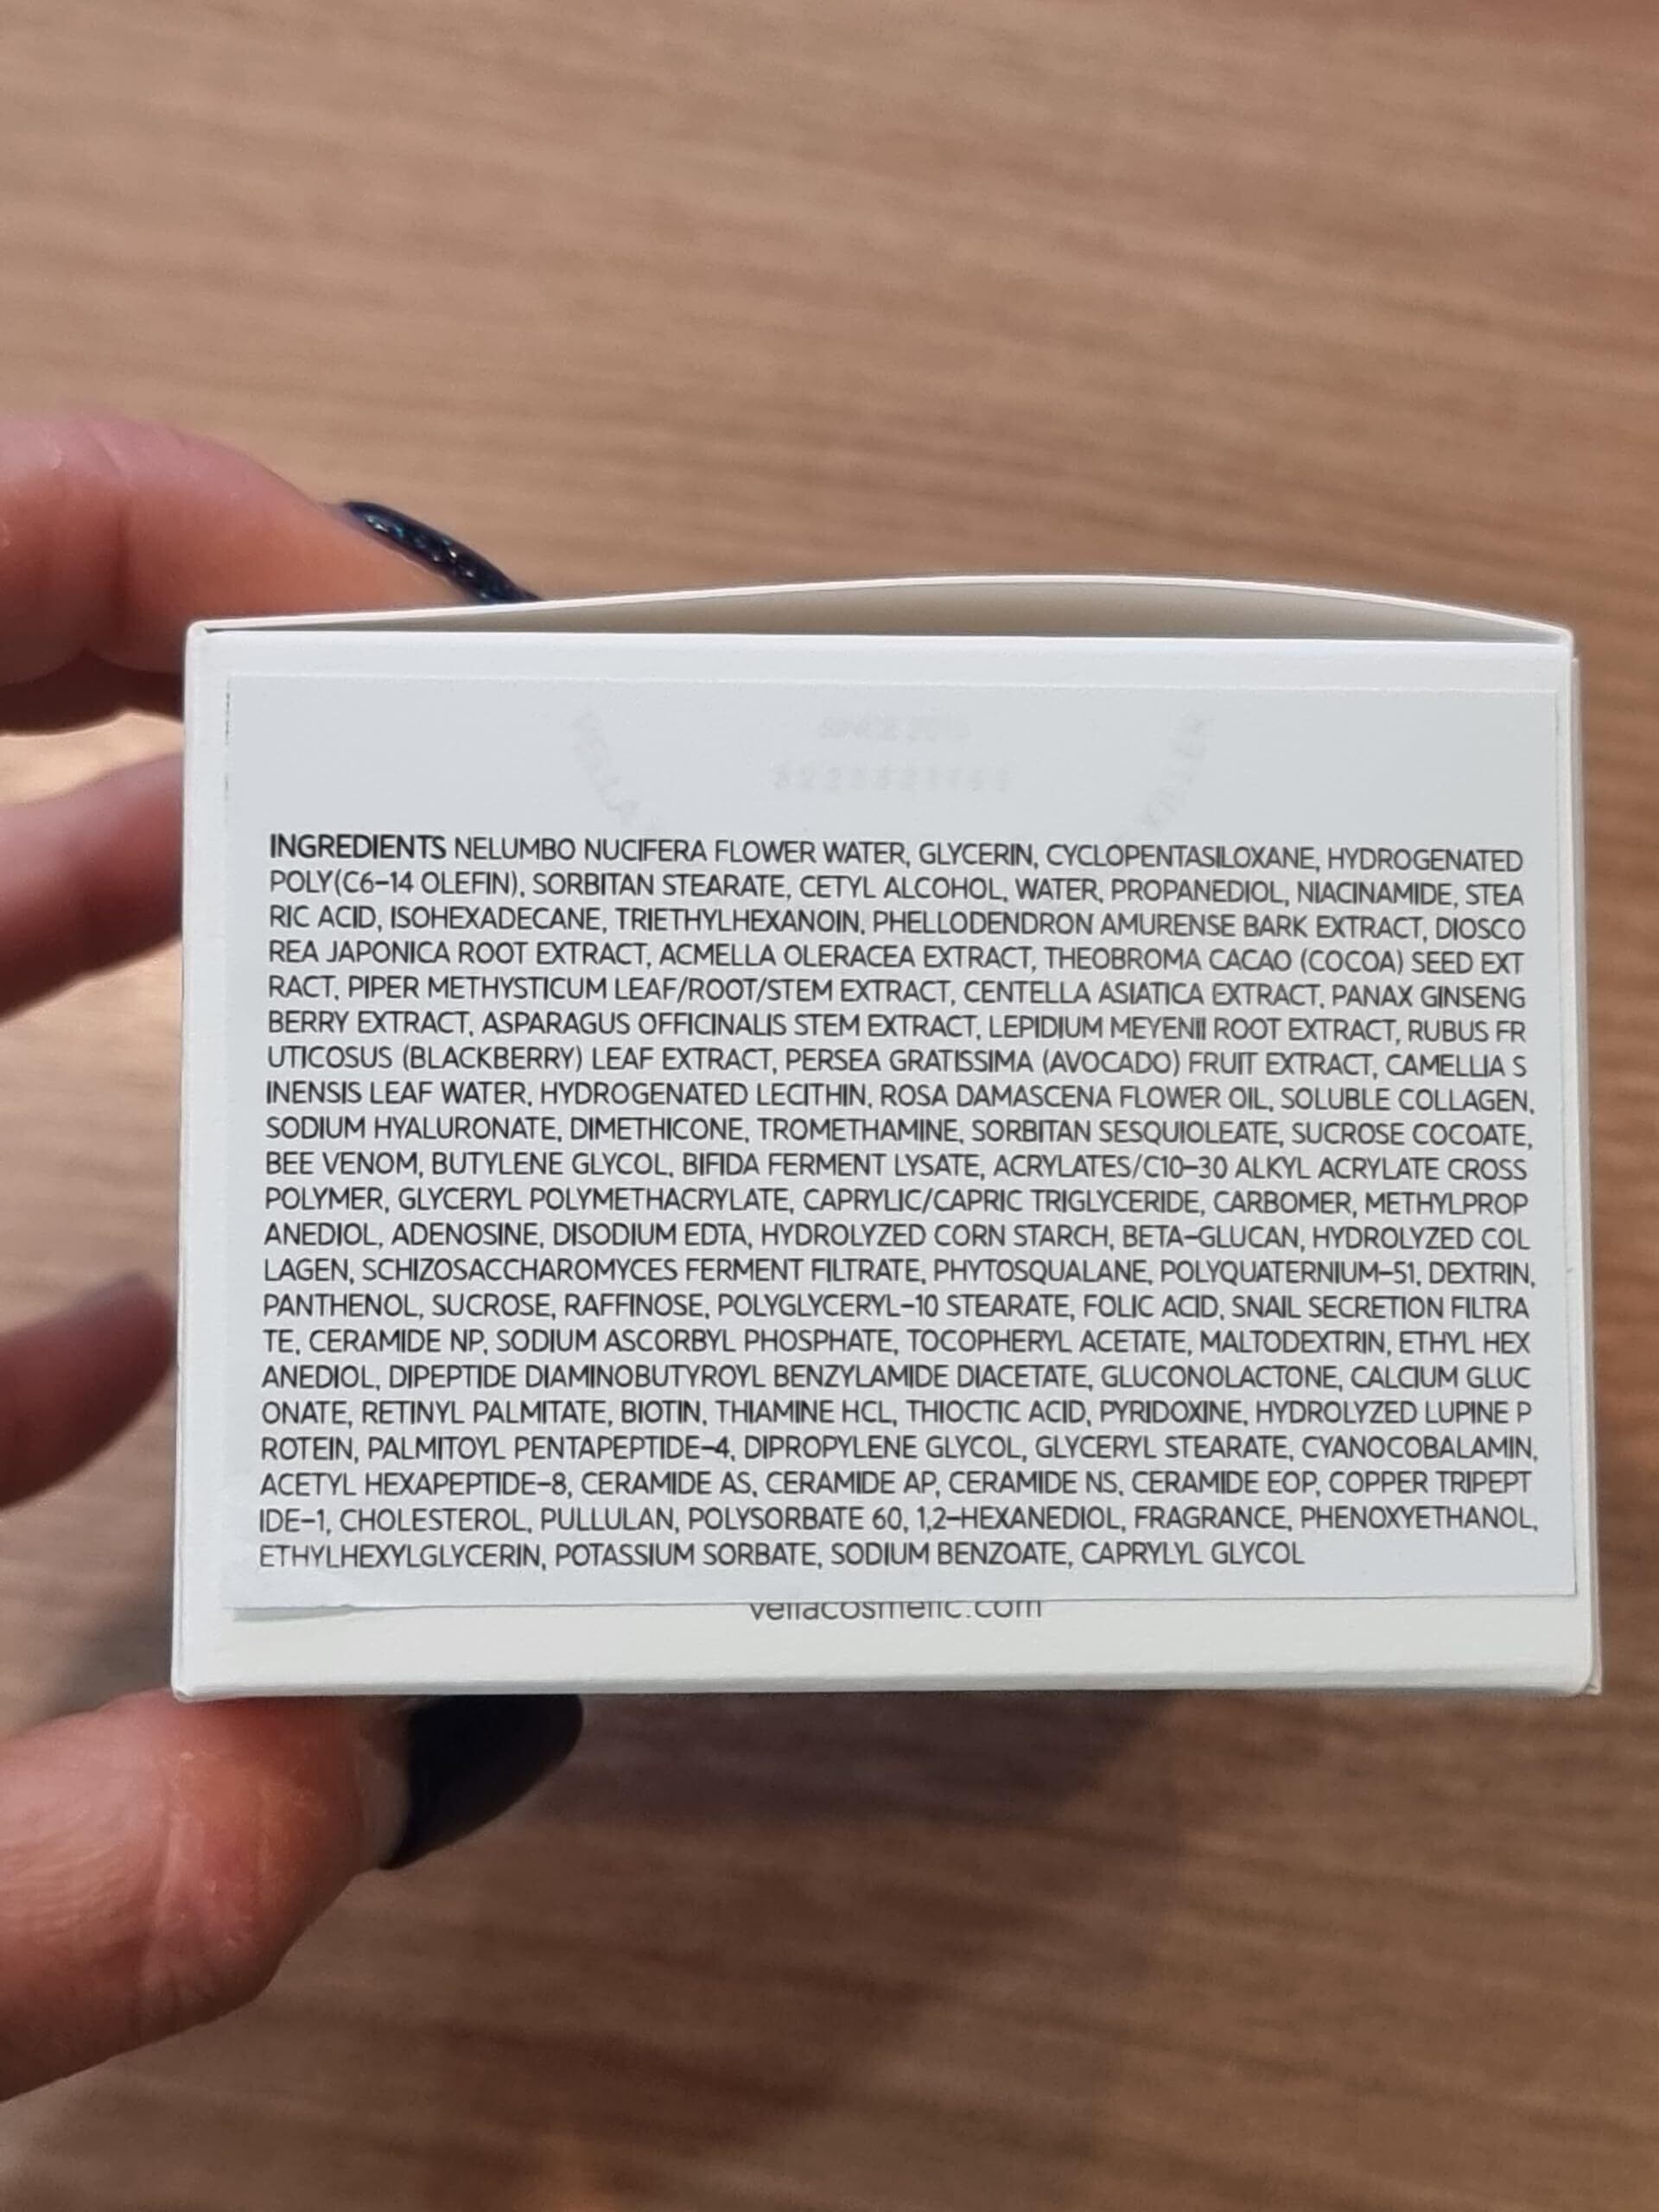 INGREDIENTS NELUMBO NUCIFERA FLOWER WATER, GLYCERIN, CYCLOPENTASILOXANE, HYDROGENATED
POLY(C6-14 OLEFIN), SORBITAN STEARATE, CETYL ALCOHOL, WATER, PROPANEDIOL, NIACINAMIDE, STEA
RIC ACID, ISOHEXADECANE, TRIETHYLHEXANOIN, PHELLODENDRON AMURENSE BARK EXTRACT, DIOSCO
REA JAPONICA ROOT EXTRACT, ACMELLA OLERACEA EXTRACT, THEOBROMA CACAO (COCOA) SEED EXT
RACT, PIPER METHYSTICUM LEAF/ROOT/STEM EXTRACT, CENTELLA ASIATICA EXTRACT, PANAX GINSENG
BERRY EXTRACT, ASPARAGUS OFFICINALIS STEM EXTRACT, LEPIDIUM MEYENII ROOT EXTRACT, RUBUS FR
UTICOSUS (BLACKBERRY) LEAF EXTRACT, PERSEA GRATISSIMA (AVOCADO) FRUIT EXTRACT, CAMELLIA S
INENSIS LEAF WATER, HYDROGENATED LECITHIN, ROSA DAMASCENA FLOWER OIL, SOLUBLE COLLAGEN,
SODIUM HYALURONATE, DIMETHICONE, TROMETHAMINE, SORBITAN SESQUIOLEATE, SUCROSE COCOATE,
BEE VENOM, BUTYLENE GLYCOL, BIFIDA FERMENT LYSATE, ACRYLATES/C10-30 ALKYL ACRYLATE CROSS
POLYMER, GLYCERYL POLYMETHACRYLATE, CAPRYLIC/CAPRIC TRIGLYCERIDE, CARBOMER, METHYLPROP
ANEDIOL, ADENOSINE, DISODIUM EDTA, HYDROLYZED CORN STARCH, BETA-GLUCAN, HYDROLYZED COL
LAGEN, SCHIZOSACCHAROMYCES FERMENT FILTRATE, PHYTOSQUALANE, POLYQUATERNIUM-51, DEXTRIN,
PANTHENOL, SUCROSE, RAFFINOSE, POLYGLYCERYL-10 STEARATE, FOLIC ACID, SNAIL SECRETION FILTRA
TE, CERAMIDE NP, SODIUM ASCORBYL PHOSPHATE, TOCOPHERYL ACETATE, MALTODEXTRIN, ETHYL HEX
ANEDIOL, DIPEPTIDE DIAMINOBUTYROYL BENZYLAMIDE DIACETATE, GLUCONOLACTONE, CALCIUM GLUC
ONATE, RETINYL PALMITATE, BIOTIN, THIAMINE HCL, THIOCTIC ACID, PYRIDOXINE, HYDROLYZED LUPINE P
ROTEIN, PALMITOYL PENTAPEPTIDE-4, DIPROPYLENE GLYCOL, GLYCERYL STEARATE, CYANOCOBALAMIN,
ACETYL HEXAPEPTIDE-8, CERAMIDE AS, CERAMIDE AP, CERAMIDE NS, CERAMIDE EOP, COPPER TRIPEPT
IDE-1, CHOLESTEROL, PULLULAN, POLYSORBATE 60, 1,2-HEXANEDIOL, FRAGRANCE, PHENOXYETHANOL,
ETHYLHEXYLGLYCERIN, POTASSIUM SORBATE, SODIUM BENZOATE, CAPRYLYL GLYCOL
vellacosmetic.com